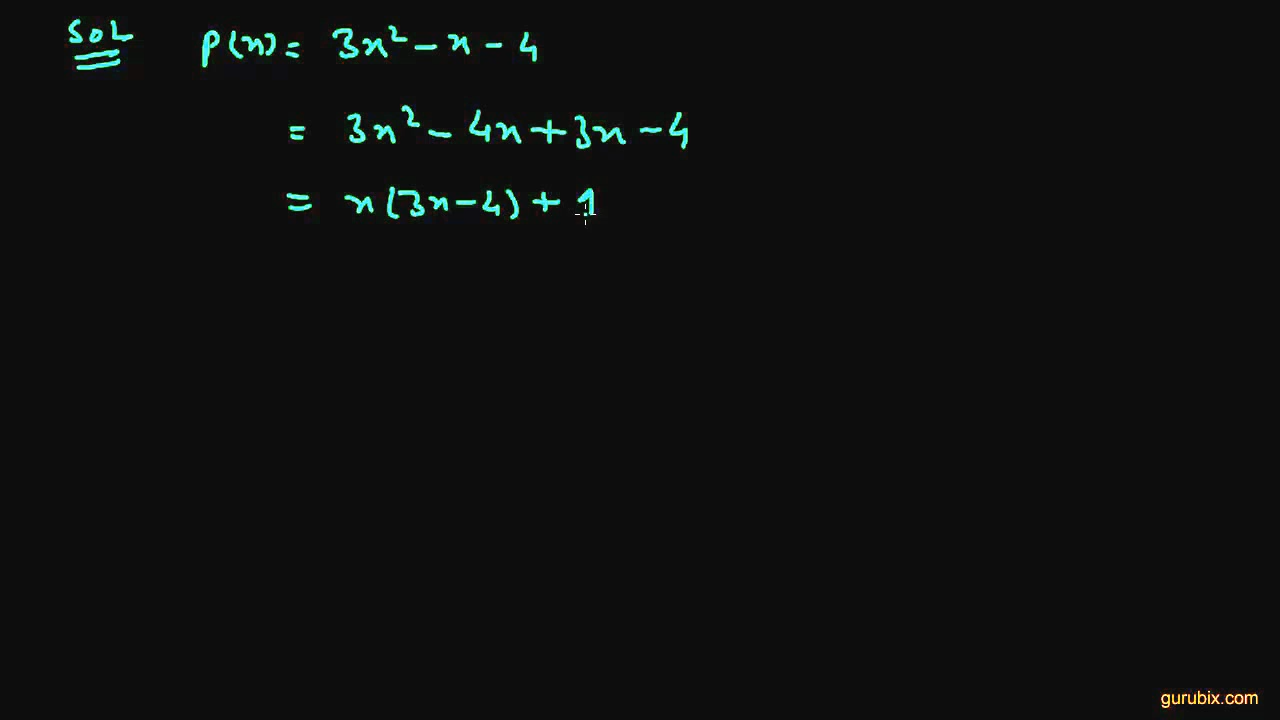 SOL
P(x) = 3x² - x - 4
= 3x² - 4x + 3x - 4
= x(3x - 4) + 1
gurubix.com